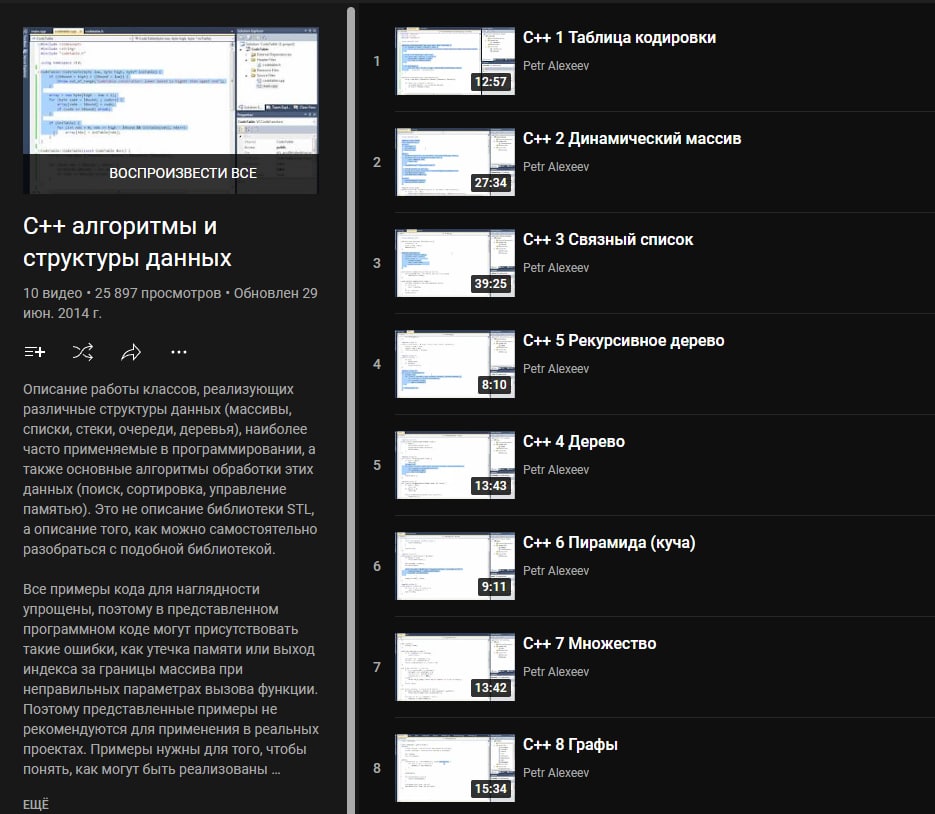 ВОСПРОИЗВЕСТИ ВСЕ
C++ алгоритмы и
структуры данных
10 видео • 25 897 просмотров • Обновлен 29
июн. 2014 г.
Описание работы классов, реализующих
различные структуры данных (массивы,
списки, стеки, очереди, деревья), наиболее
часто применяемые в программировании, а
также основные алгоритмы обработки этих
данных (поиск, сортировка, управление
памятью). Это не описание библиотеки STL,
а описание того, как можно самостоятельно
разобраться с подобной библиотекой.
Все примеры кода для наглядности
упрощены, поэтому в представленном
программном коде могут присутствовать
такие ошибки, как утечка памяти или выход
индекса за границы массива при
неправильных параметрах вызова функции.
Поэтому представленные примеры не
рекомендуются для применения в реальных
проектах. Примеры нужны для того, чтобы
понять, как могут быть реализованы ...
ЕЩЁ
1
12:57
C++ 1 Таблица кодировки
Petr Alexeev
2
27:34
C++ 2 Динамический массив
Petr Alexeev
3
39:25
C++ 3 Связный список
Petr Alexeev
4
8:10
C++ 5 Рекурсивное дерево
Petr Alexeev
5
13:43
C++ 4 Дерево
Petr Alexeev
6
9:11
C++ 6 Пирамида (куча)
Petr Alexeev
7
13:42
C++ 7 Множество
Petr Alexeev
8
15:34
C++ 8 Графы
Petr Alexeev